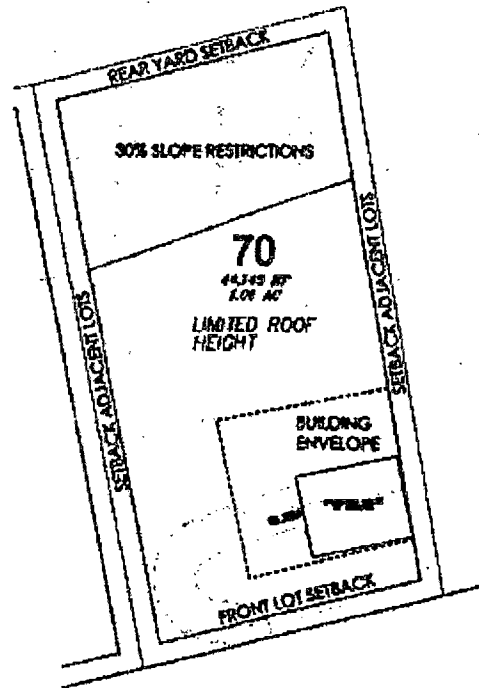 REAR YARD SETBACK
30% SLOPE RESTRICTIONS
70
LIMITED ROOF
HEIGHT
SETBACK ADJACENT LOTS
SETBACK ADJACENT LOTS
BUILDING
ENVELOPE
FRONT LOT SETBACK